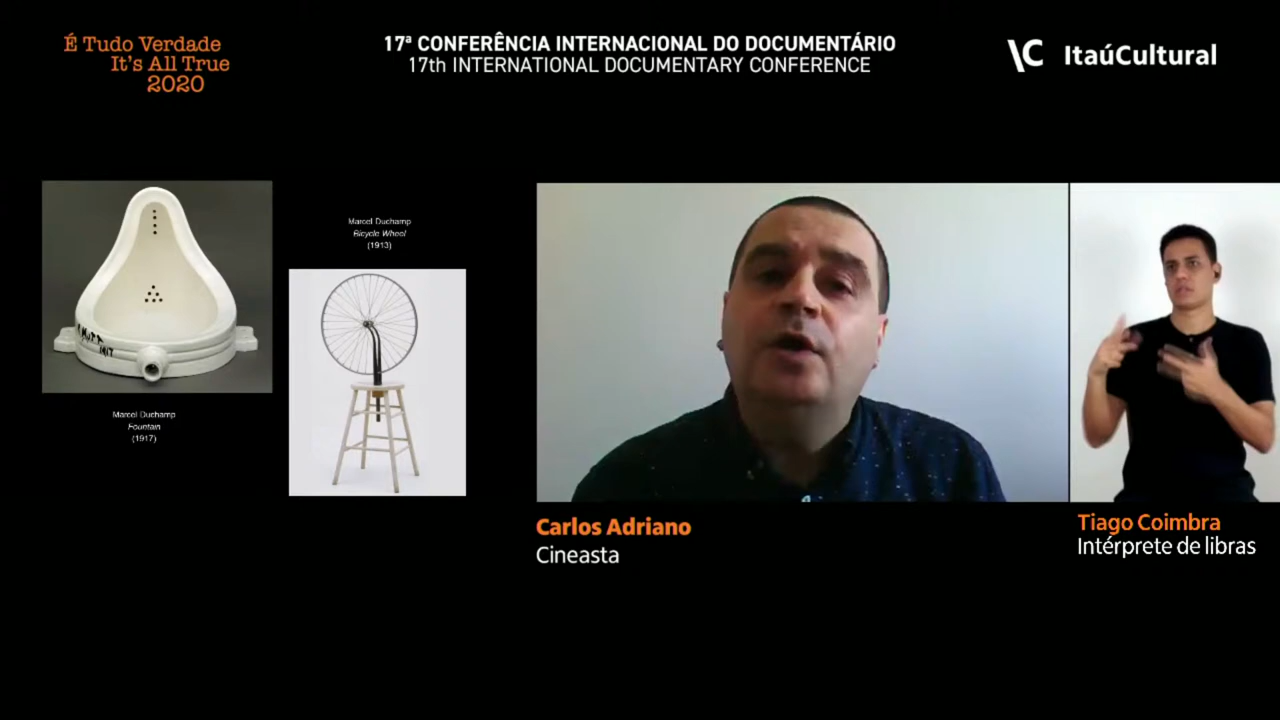 É Tudo Verdade
It's All True
2020
17ª CONFERÊNCIA INTERNACIONAL DO DOCUMENTÁRIO
17th INTERNATIONAL DOCUMENTARY CONFERENCE
ItaúCultural
Marcel Duchamp
Bicycle Wheel
(1913)
Marcel Duchamp
Fountain
(1917)
Carlos Adriano
Cineasta
Tiago Coimbra
Intérprete de libras